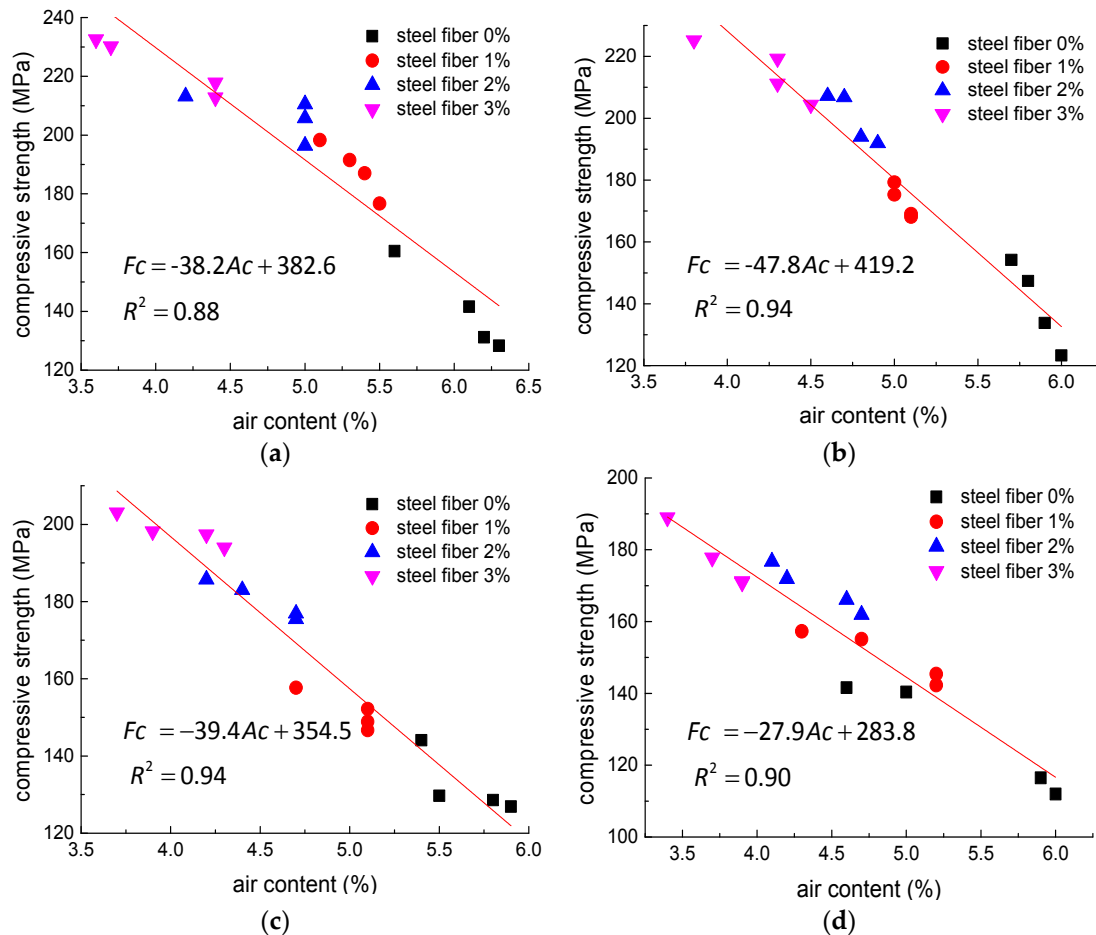 240
220
200
180
160
140
120
compressive strength (MPa)
steel fiber 0%
steel fiber 1%
steel fiber 2%
steel fiber 3%
Fc = -38.2Ac + 382.6
R² = 0.88
3.5 4.0 4.5 5.0 5.5 6.0 6.5
air content (%)
(a)
220
200
180
160
140
120
compressive strength (MPa)
steel fiber 0%
steel fiber 1%
steel fiber 2%
steel fiber 3%
Fc = -47.8Ac + 419.2
R² = 0.94
3.5 4.0 4.5 5.0 5.5 6.0
air content (%)
(b)
200
180
160
140
120
compressive strength (MPa)
steel fiber 0%
steel fiber 1%
steel fiber 2%
steel fiber 3%
Fc = −39.4Ac + 354.5
R² = 0.94
3.5 4.0 4.5 5.0 5.5 6.0
air content (%)
(c)
200
180
160
140
120
100
compressive strength (MPa)
steel fiber 0%
steel fiber 1%
steel fiber 2%
steel fiber 3%
Fc = −27.9Ac + 283.8
R² = 0.90
3.5 4.0 4.5 5.0 5.5 6.0
air content (%)
(d)